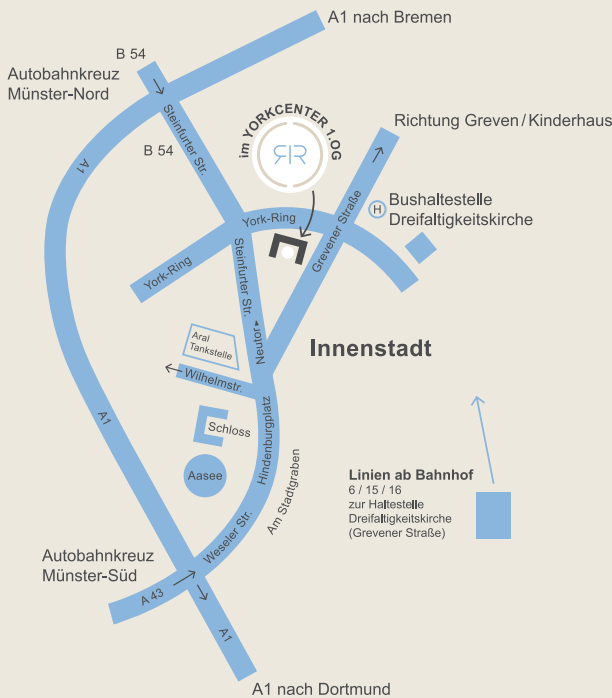 A1 nach Bremen
B 54
Autobahnkreuz
Münster-Nord
Steinfurter Str.
im YORKCENTER 1.OG
RR
Richtung Greven / Kinderhaus
A1
B 54
H
Bushaltestelle
Dreifaltigkeitskirche
York-Ring
Grevener Straße
York-Ring
Steinfurter Str.
Neutor
Aral
Tankstelle
Innenstadt
Wilhelmstr.
Hindenburgplatz
A1
Schloss
Aasee
Am Stadtgraben
Linien ab Bahnhof
6 / 15 / 16
zur Haltestelle
Dreifaltigkeitskirche
(Grevener Straße)
Weseler Str.
Autobahnkreuz
Münster-Süd
A 43
A1
A1 nach Dortmund